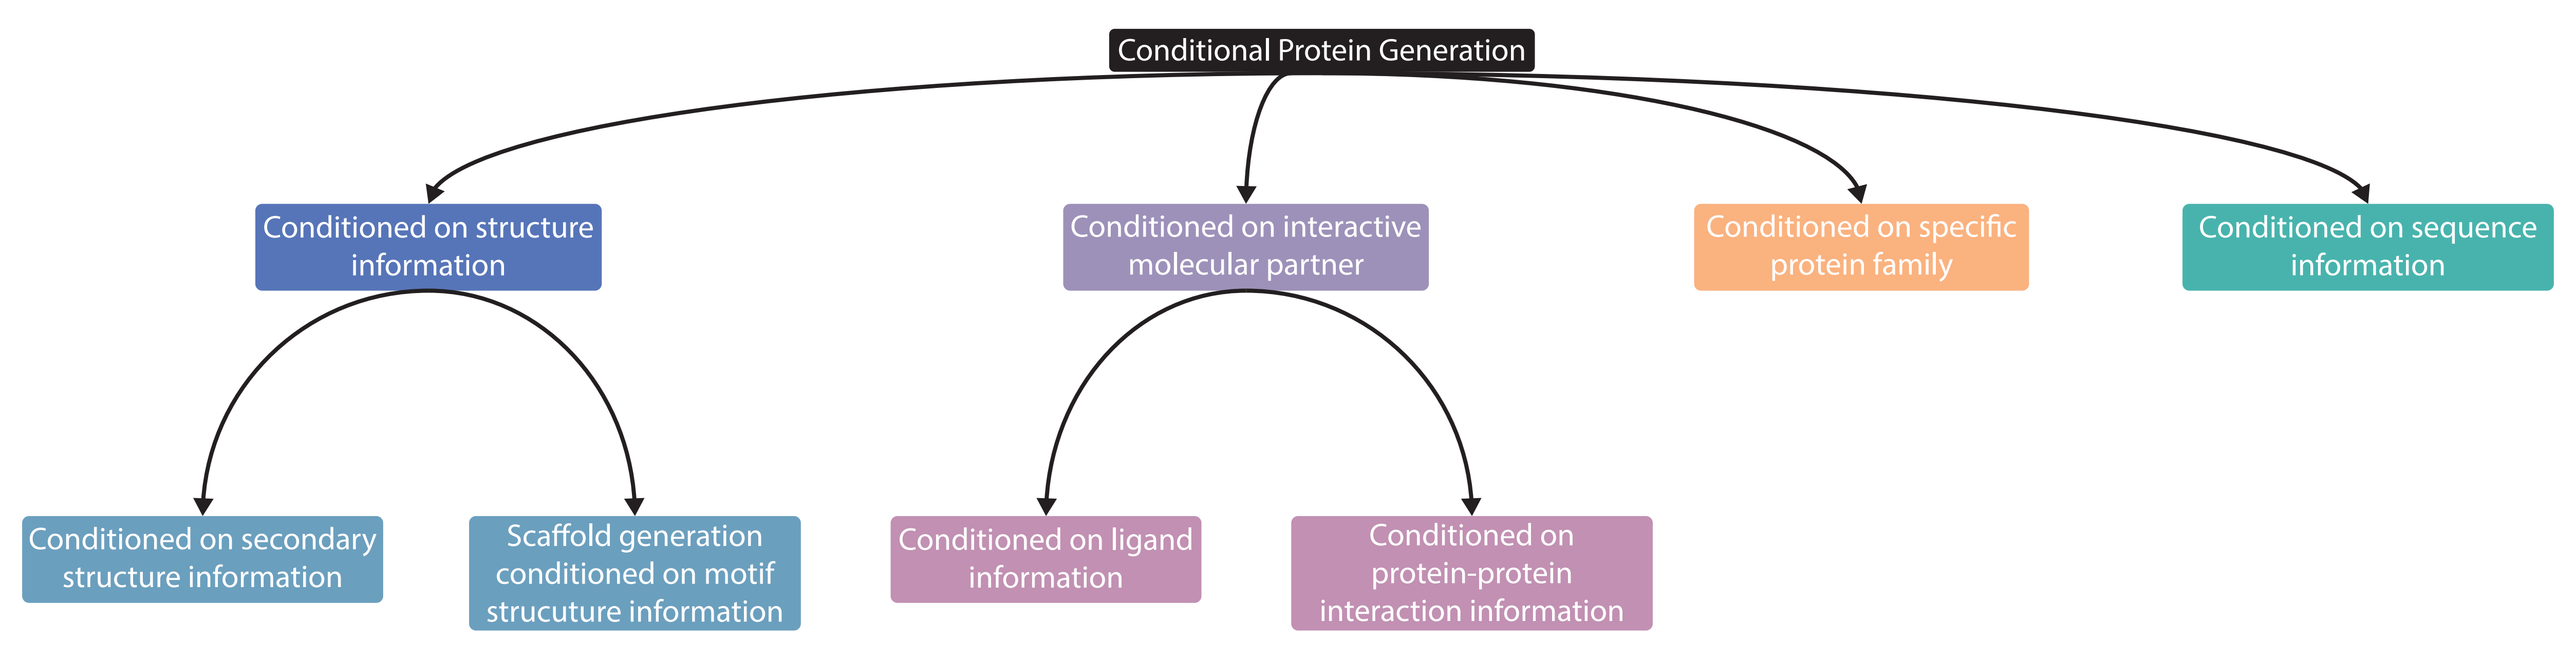 Conditional Protein Generation
Conditioned on structure
information
Conditioned on interactive
molecular partner
Conditioned on specific
protein family
Conditioned on sequence
information
Conditioned on secondary
structure information
Scaffold generation
conditioned on motif
strucuture information
Conditioned on ligand
information
Conditioned on
protein-protein
interaction information